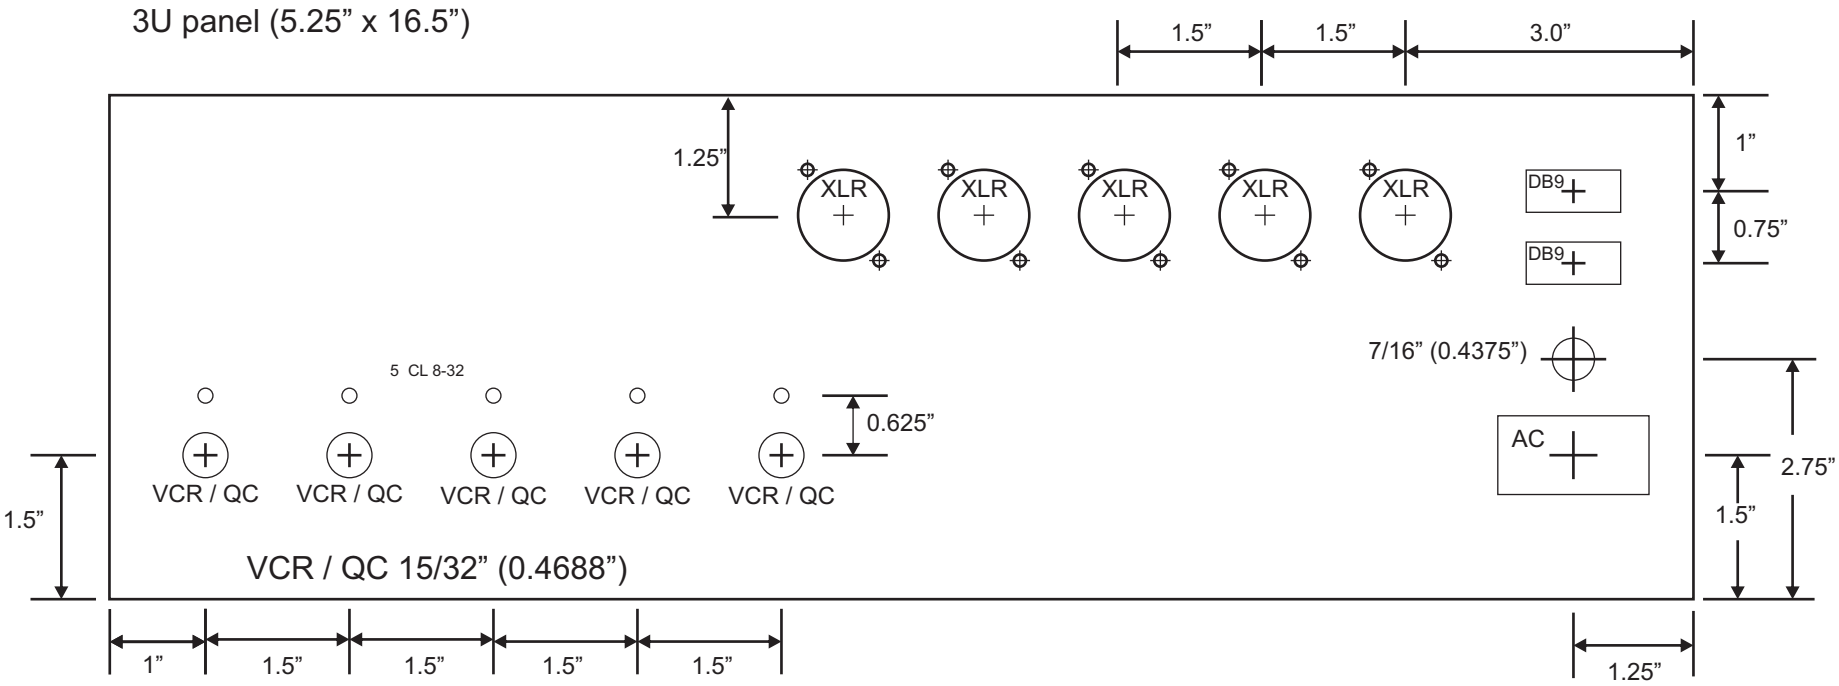 3U panel (5.25” x 16.5”)
1.5” 1.5” 3.0”
1.25”
1”
XLR XLR XLR XLR XLR
DB9
0.75”
DB9
7/16” (0.4375”)
5 CL 8-32
0.625”
AC
2.75”
VCR / QC VCR / QC VCR / QC VCR / QC VCR / QC
1.5”
1.5”
VCR / QC 15/32” (0.4688”)
1” 1.5” 1.5” 1.5” 1.5” 1.25”